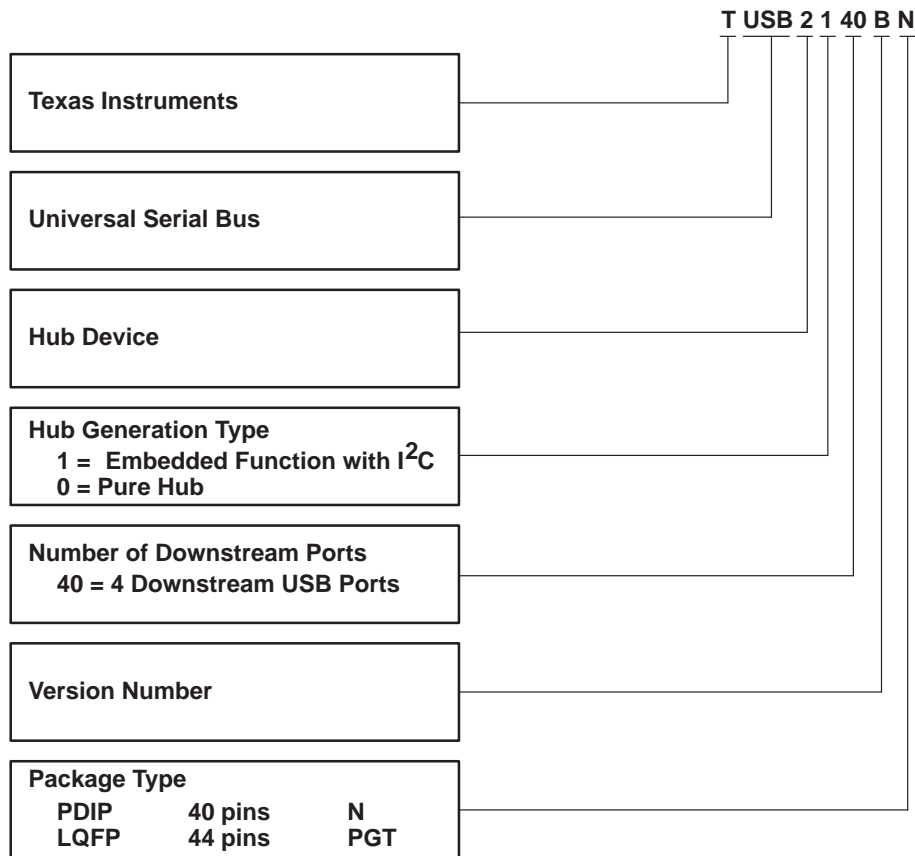 T USB 2 1 40 B N
Texas Instruments
Universal Serial Bus
Hub Device
Hub Generation Type
1 = Embedded Function with I²C
0 = Pure Hub
Number of Downstream Ports
40 = 4 Downstream USB Ports
Version Number
Package Type
PDIP 40 pins N
LQFP 44 pins PGT